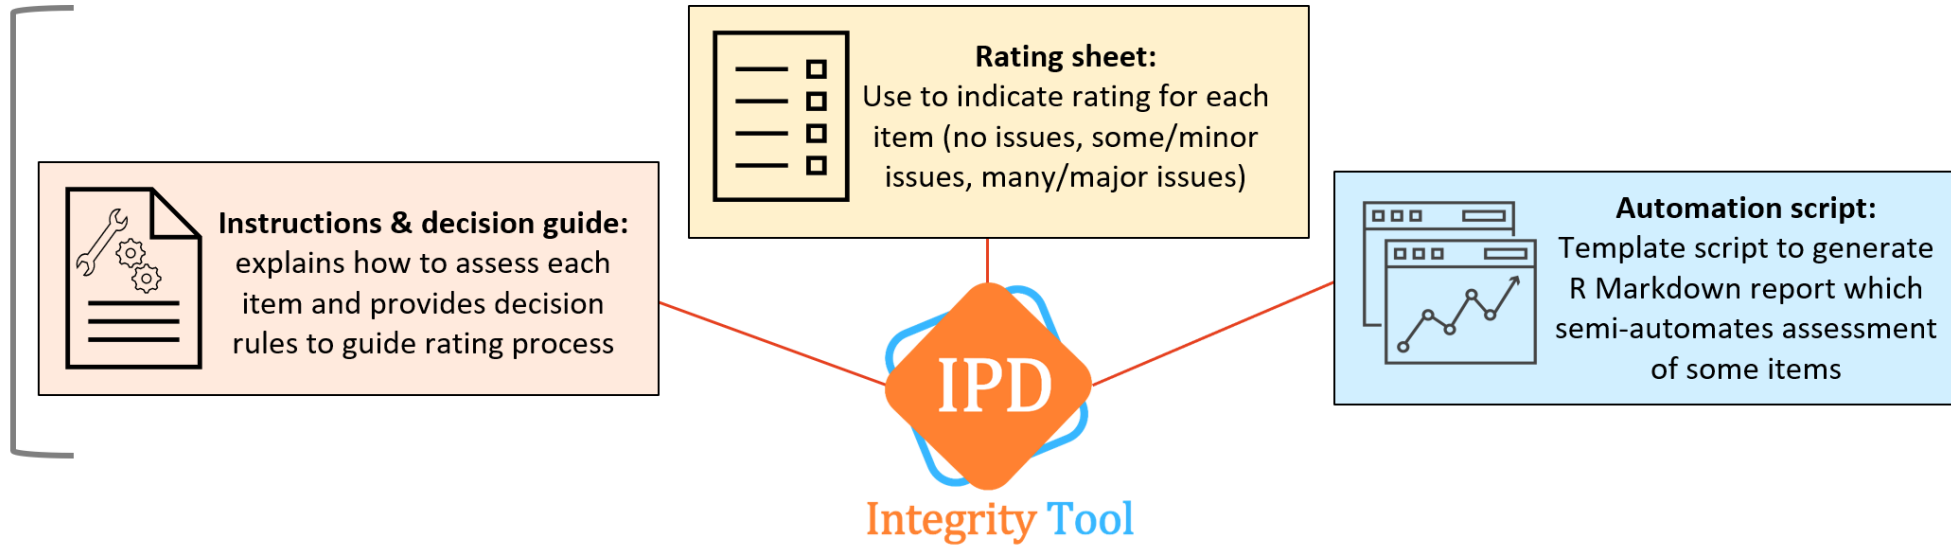 Rating sheet:
Use to indicate rating for each
item (no issues, some/minor
issues, many/major issues)
Instructions & decision guide:
explains how to assess each
item and provides decision
rules to guide rating process
Automation script:
Template script to generate
R Markdown report which
semi-automates assessment
of some items
IPD
Integrity Tool